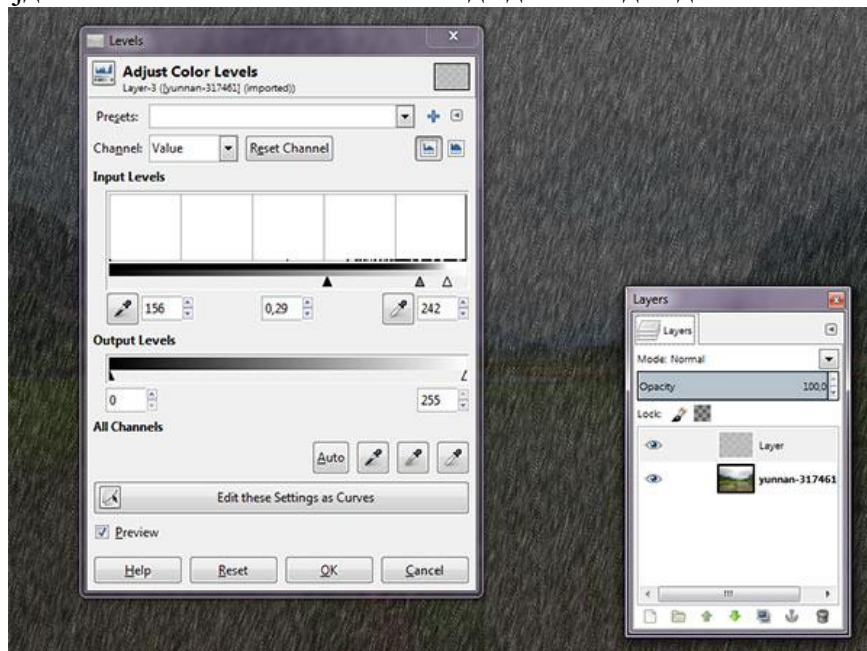 Levels
Adjust Color Levels
Layer-3 ([yunnan-317461] (imported))
Presets:
Channel: Value Reset Channel
Input Levels
156 0,29 242
Output Levels
0 255
All Channels
Auto
Edit these Settings as Curves
Preview
Help Reset OK Cancel
Layers
Layers
Mode: Normal
Opacity 100,0
Lock:
Layer
yunnan-317461